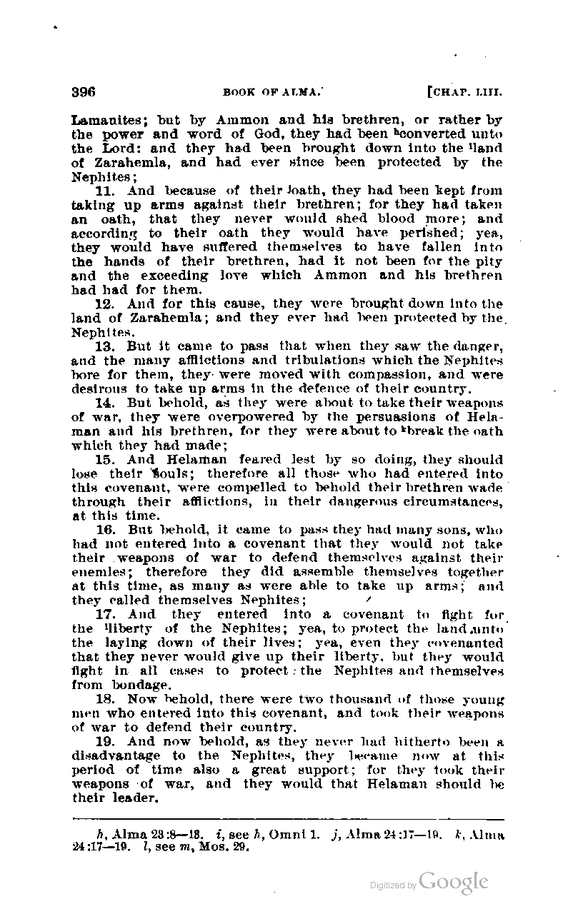 396 BOOK OF ALMA. [CHAP. LIII.
Lamanites; but by Ammon and his brethren, or rather by
the power and word of God, they had been hconverted unto
the Lord: and they had been brought down into the iland
of Zarahemla, and had ever since been protected by the
Nephites;
11. And because of their joath, they had been kept from
taking up arms against their brethren; for they had taken
an oath, that they never would shed blood more; and
according to their oath they would have perished; yea,
they would have suffered themselves to have fallen into
the hands of their brethren, had it not been for the pity
and the exceeding love which Ammon and his brethren
had had for them.
12. And for this cause, they were brought down into the
land of Zarahemla; and they ever had been protected by the
Nephites.
13. But it came to pass that when they saw the danger,
and the many afflictions and tribulations which the Nephites
bore for them, they were moved with compassion, and were
desirous to take up arms in the defence of their country.
14. But behold, as they were about to take their weapons
of war, they were overpowered by the persuasions of Hela-
man and his brethren, for they were about to kbreak the oath
which they had made;
15. And Helaman feared lest by so doing, they should
lose their souls; therefore all those who had entered into
this covenant, were compelled to behold their brethren wade
through their afflictions, in their dangerous circumstances,
at this time.
16. But behold, it came to pass they had many sons, who
had not entered into a covenant that they would not take
their weapons of war to defend themselves against their
enemies; therefore they did assemble themselves together
at this time, as many as were able to take up arms; and
they called themselves Nephites;
17. And they entered into a covenant to fight for
the lliberty of the Nephites; yea, to protect the land unto
the laying down of their lives; yea, even they covenanted
that they never would give up their liberty, but they would
fight in all cases to protect the Nephites and themselves
from bondage.
18. Now behold, there were two thousand of those young
men who entered into this covenant, and took their weapons
of war to defend their country.
19. And now behold, as they never had hitherto been a
disadvantage to the Nephites, they became now at this
period of time also a great support; for they took their
weapons of war, and they would that Helaman should be
their leader.
h, Alma 23:8—13. i, see h, Omni 1. j, Alma 24:17—19. k, Alma
24:17—19. l, see m, Mos. 29.
Digitized by Google